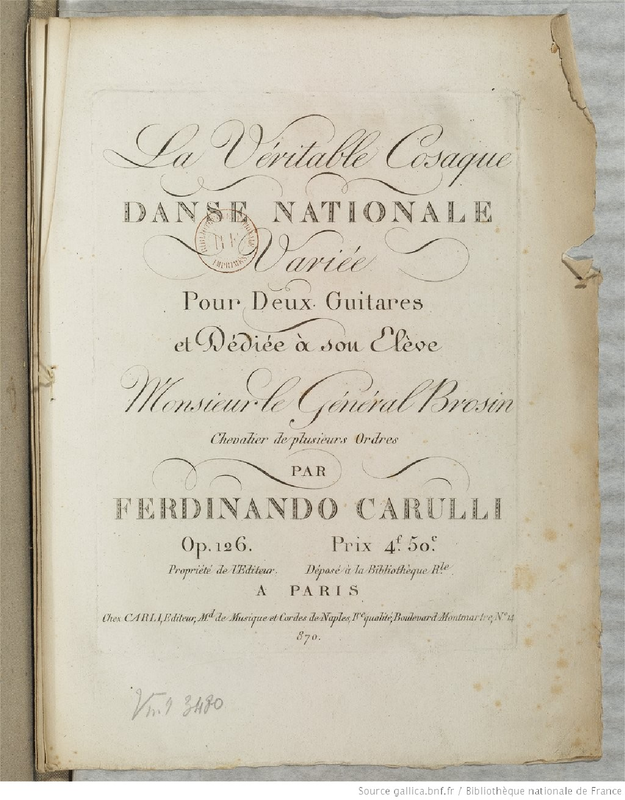 La Véritable Cosaque
DANSE NATIONALE
Variée
Pour Deux Guitares
et Dédiée à son Elève
Monsieur le Général Brosin
Chevalier de plusieurs Ordres
PAR
FERDINANDO CARULLI
Op. 126. Prix 4f. 50c.
Propriété de l'Editeur. Déposé à la Bibliothèque Rle
A PARIS
Chez CARLI, Editeur, Md. de Musique et Cordes de Naples, 1re qualité, Boulevard Montmartre, No. 14
870.
Vm9 3480
Source gallica.bnf.fr / Bibliothèque nationale de France